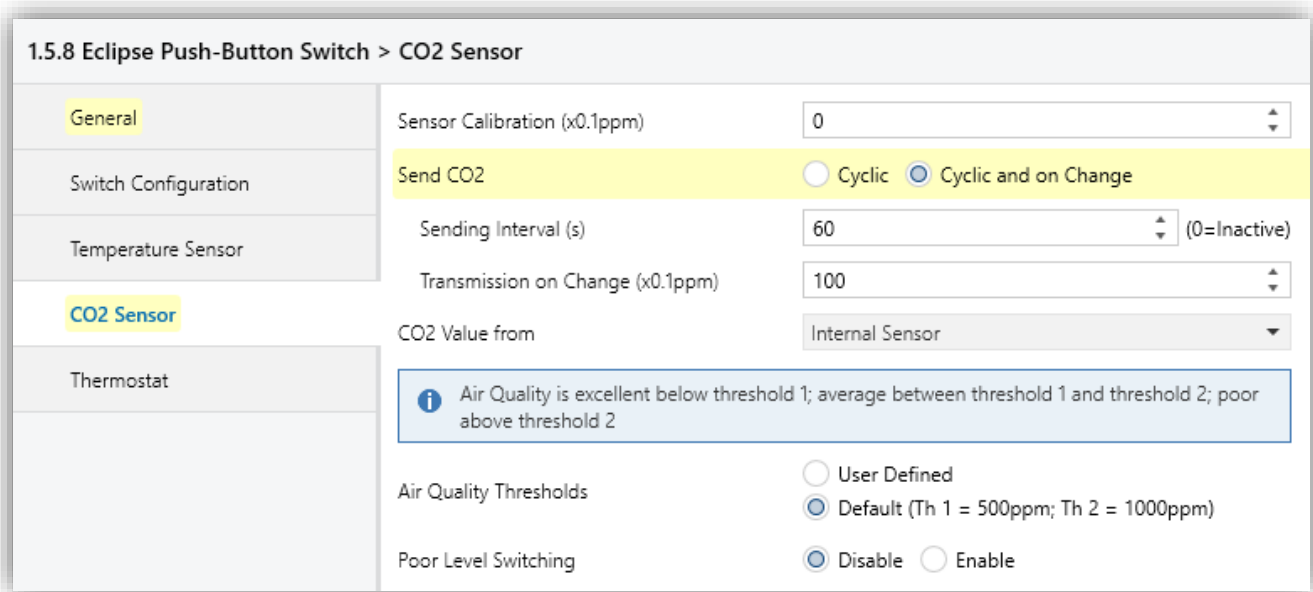 1.5.8 Eclipse Push-Button Switch > CO2 Sensor
General
Switch Configuration
Temperature Sensor
CO2 Sensor
Thermostat
Sensor Calibration (x0.1ppm)
0
Send CO2
Cyclic
Cyclic and on Change
Sending Interval (s)
60
(0=Inactive)
Transmission on Change (x0.1ppm)
100
CO2 Value from
Internal Sensor
Air Quality is excellent below threshold 1; average between threshold 1 and threshold 2; poor
above threshold 2
Air Quality Thresholds
User Defined
Default (Th 1 = 500ppm; Th 2 = 1000ppm)
Poor Level Switching
Disable
Enable